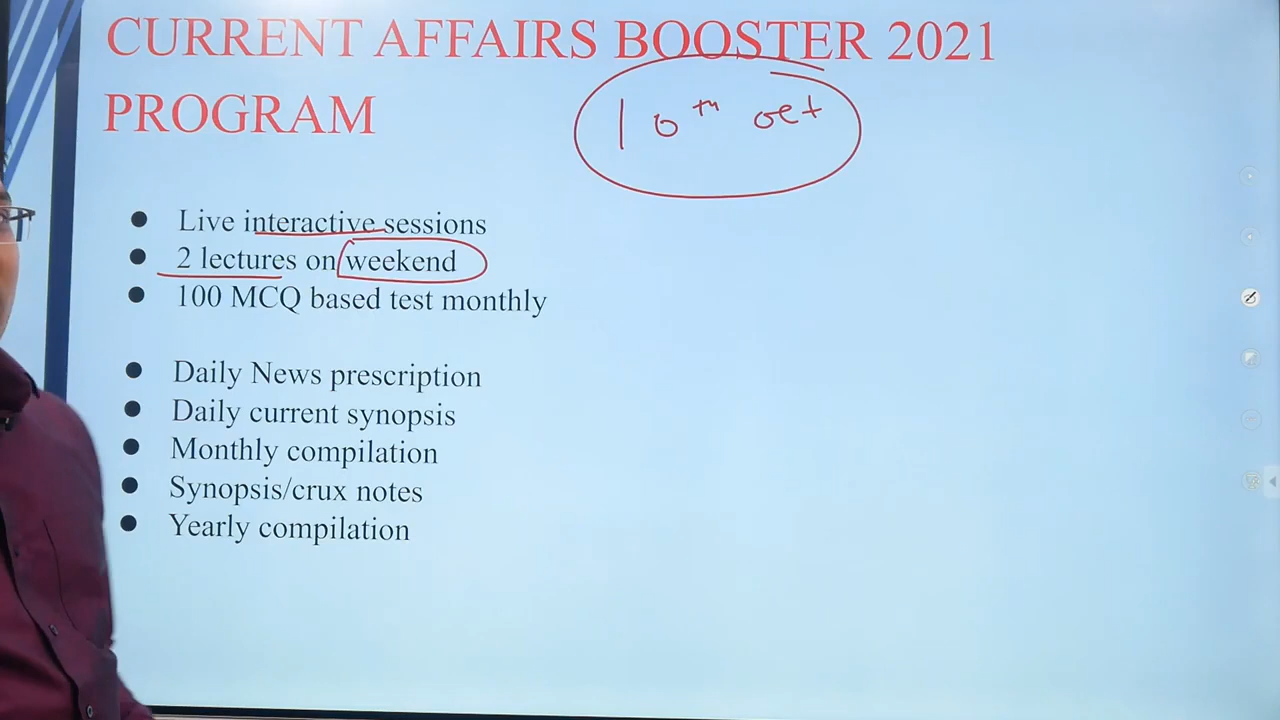 CURRENT AFFAIRS BOOSTER 2021
PROGRAM
10th oct
Live interactive sessions
2 lectures on weekend
100 MCQ based test monthly
Daily News prescription
Daily current synopsis
Monthly compilation
Synopsis/crux notes
Yearly compilation